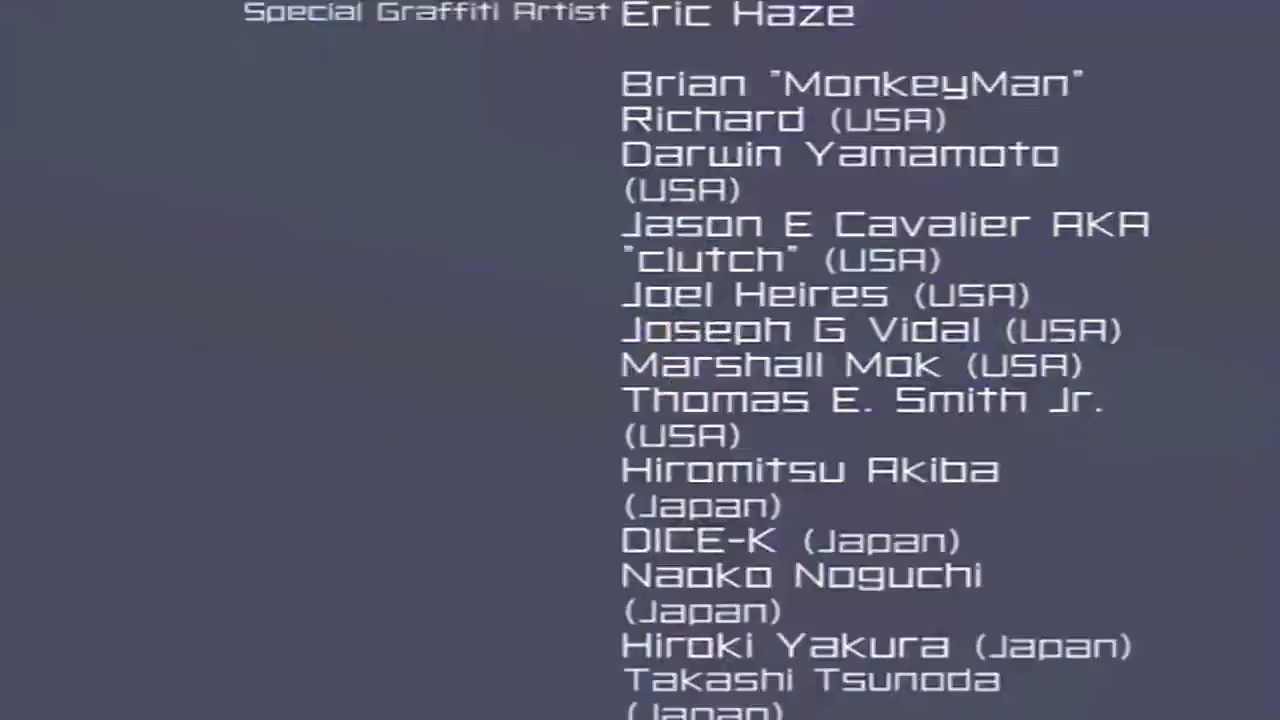 Special Graffiti Artist Eric Haze
Brian "MonkeyMan"
Richard (USA)
Darwin Yamamoto
(USA)
Jason E Cavalier AKA
"clutch" (USA)
Joel Heires (USA)
Joseph G Vidal (USA)
Marshall Mok (USA)
Thomas E. Smith Jr.
(USA)
Hiromitsu Akiba
(Japan)
DICE-K (Japan)
Naoko Noguchi
(Japan)
Hiroki Yakura (Japan)
Takashi Tsunoda
(Japan)